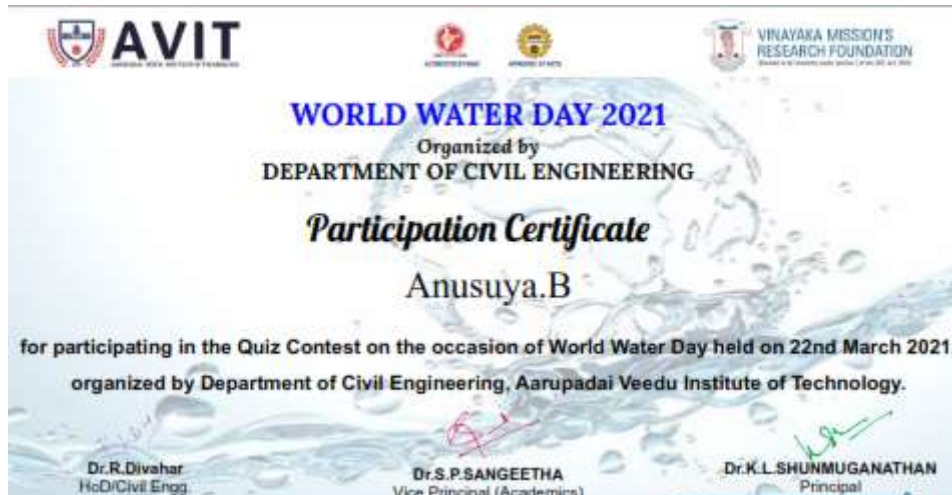 AVIT
VINAYAKA MISSION'S
RESEARCH FOUNDATION
WORLD WATER DAY 2021
Organized by
DEPARTMENT OF CIVIL ENGINEERING
Participation Certificate
Anusuya.B
for participating in the Quiz Contest on the occasion of World Water Day held on 22nd March 2021
organized by Department of Civil Engineering, Aarupadai Veedu Institute of Technology.
Dr.R.Divahar
HoD/Civil Engg
Dr.S.P.SANGEETHA
Vice Principal (Academics)
Dr.K.L.SHUNMUGANATHAN
Principal